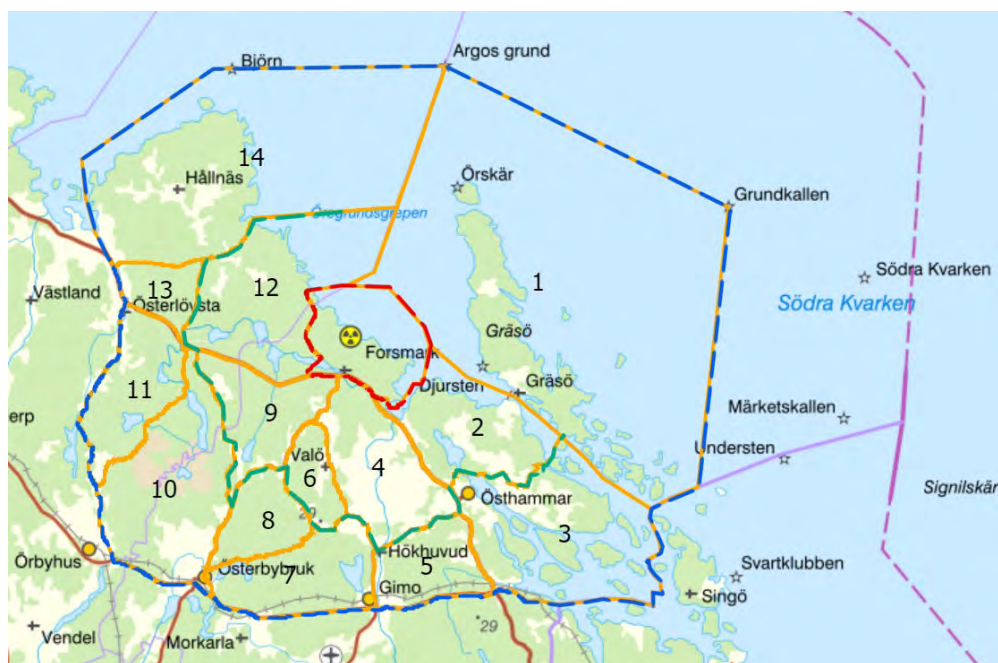 Argos grund
Björn
14
Örskär
Hållnäs
Grundkallen
Öregrundsgrepen
1
Södra Kvarken
12
13
Västland
Österlövsta
Södra Kvarken
Gräsö
Forsmark
Djursten
Gräsö
11
erp
9
2
Märketskallen
Understen
Valö
6
4
10
Östhammar
Signilskär
8
29
3
Örbyhus
Hökhuvud
Österbybruk
7
5
Svartklubben
Gimo
Singö
Vendel
Morkarla
29